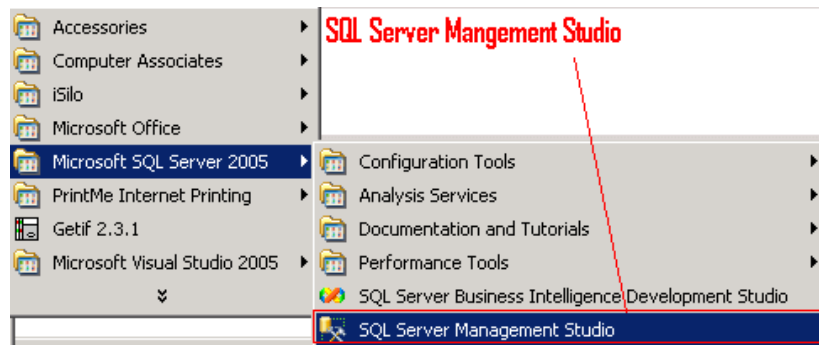 Accessories
SQL Server Mangement Studio
Computer Associates
iSilo
Microsoft Office
Microsoft SQL Server 2005
Configuration Tools
PrintMe Internet Printing
Analysis Services
Getif 2.3.1
Documentation and Tutorials
Microsoft Visual Studio 2005
Performance Tools
SQL Server Business Intelligence Development Studio
SQL Server Management Studio